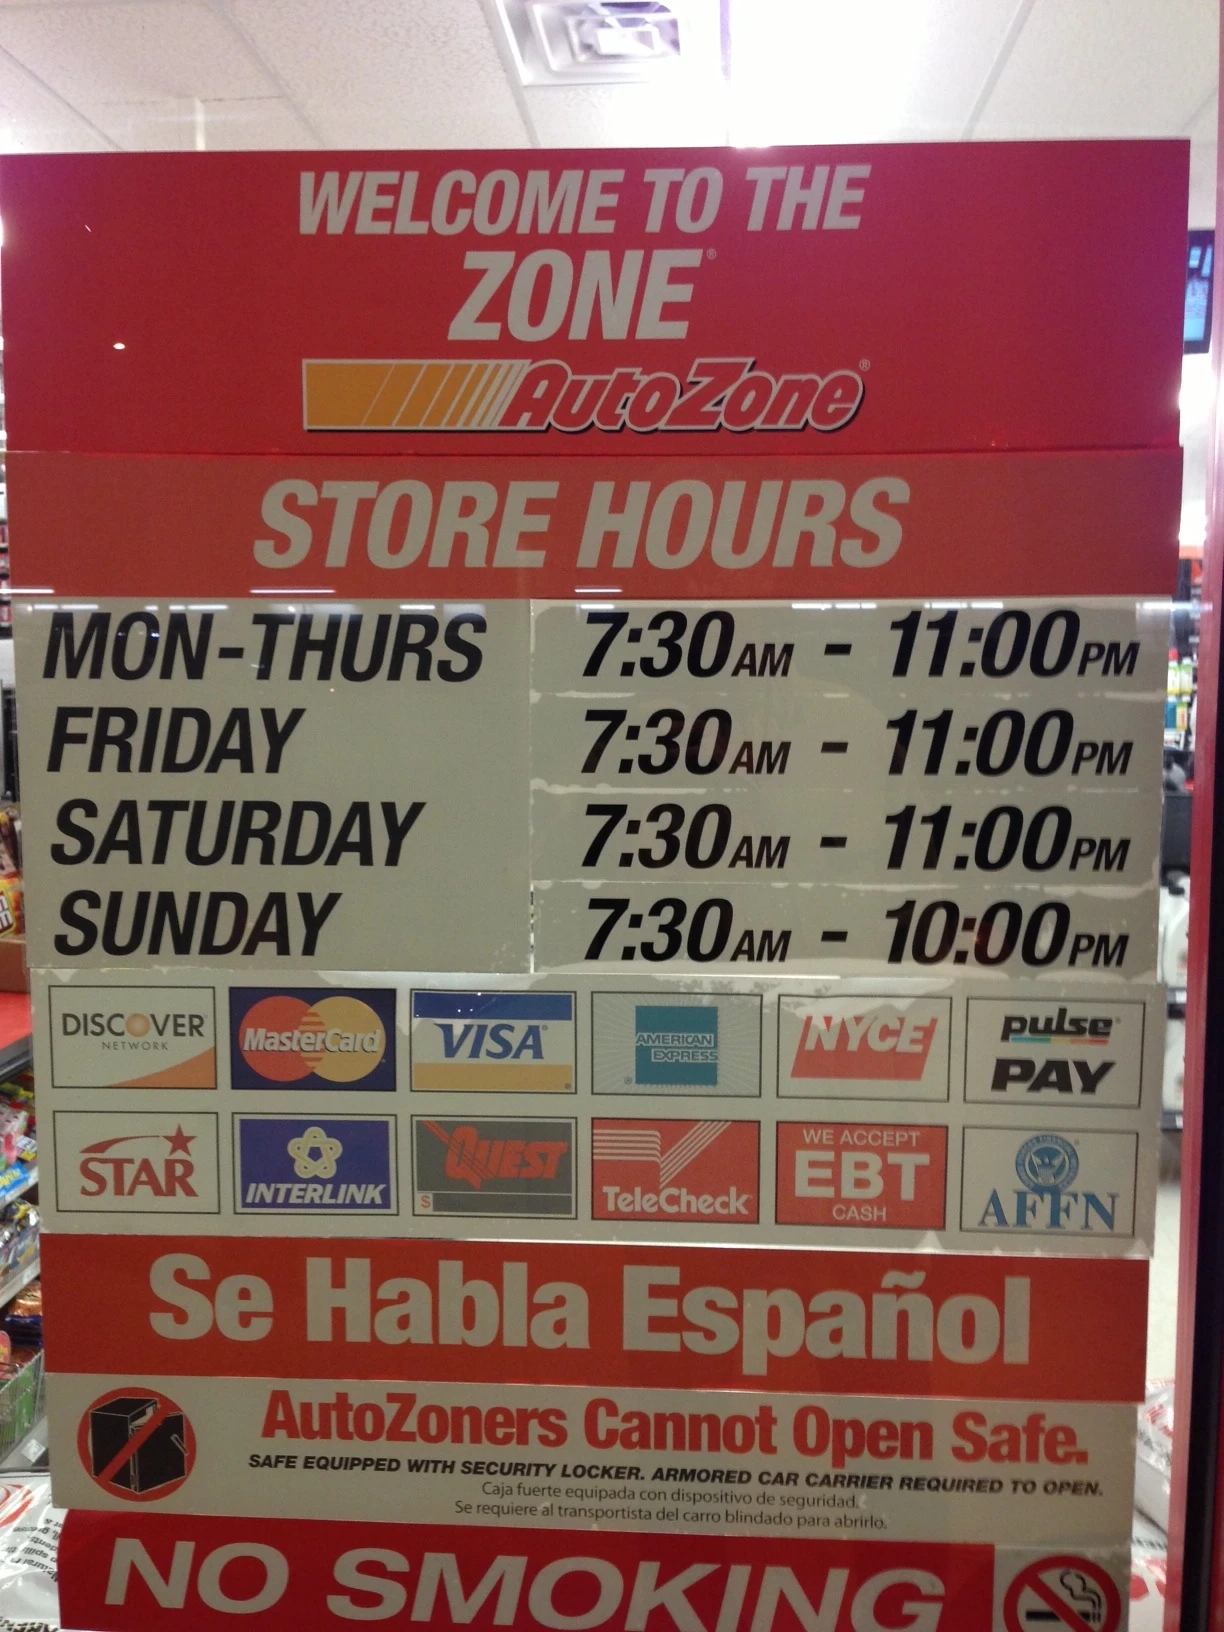 WELCOME TO THE
ZONE®
AutoZone®
STORE HOURS
MON-THURS 7:30AM - 11:00PM
FRIDAY 7:30AM - 11:00PM
SATURDAY 7:30AM - 11:00PM
SUNDAY 7:30AM - 10:00PM
DISCOVER
NETWORK
MasterCard
VISA®
AMERICAN
EXPRESS
®
NYCE
pulse
PAY
STAR
INTERLINK
QUEST
$
TeleCheck
WE ACCEPT
EBT
CASH
AFFN
Se Habla Español
AutoZoners Cannot Open Safe.
SAFE EQUIPPED WITH SECURITY LOCKER. ARMORED CAR CARRIER REQUIRED TO OPEN.
Caja fuerte equipada con dispositivo de seguridad.
Se requiere al transportista del carro blindado para abrirlo.
NO SMOKING